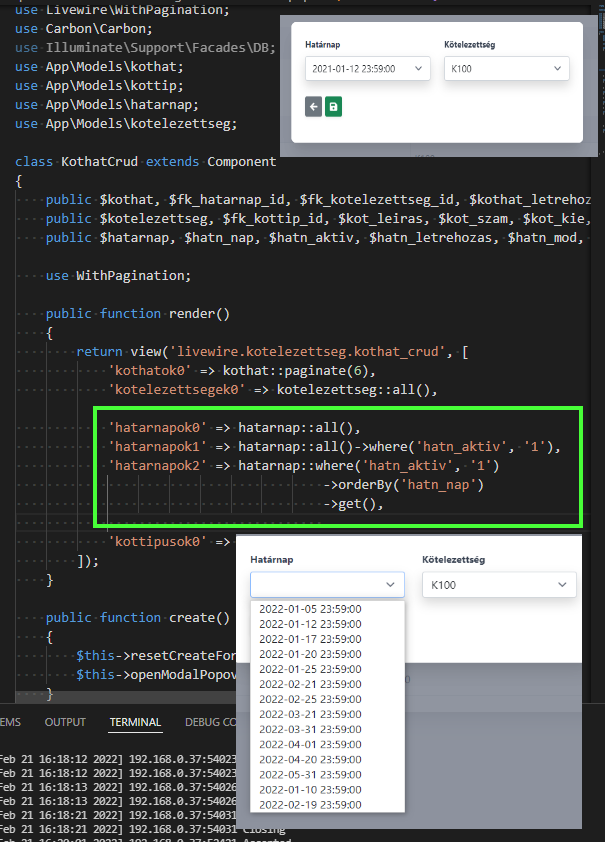 use Livewire\WithPagination;
use Carbon\Carbon;
use Illuminate\Support\Facades\DB;
use App\Models\kothat;
use App\Models\kottip;
use App\Models\hatarnap;
use App\Models\kotelezettseg;
Határnap
Kötelezettség
2021-01-12 23:59:00
K100
class KothatCrud extends Component
{
public $kothat, $fk_hatarnap_id, $fk_kotelezettseg_id, $kothat_letrehoz
public $kotelezettseg, $fk_kottip_id, $kot_leiras, $kot_szam, $kot_kie,
public $hatarnap, $hatn_nap, $hatn_aktiv, $hatn_letrehozas, $hatn_mod,
use WithPagination;
public function render()
{
return view('livewire.kotelezettseg.kothat_crud', [
'kothatok0' => kothat::paginate(6),
'kotelezettsegek0' => kotelezettseg::all(),
'hatarnapok0' => hatarnap::all(),
'hatarnapok1' => hatarnap::all()->where('hatn_aktiv', '1'),
'hatarnapok2' => hatarnap::where('hatn_aktiv', '1')
->orderBy('hatn_nap')
->get(),
'kottipusok0' =>
]);
}
public function create()
{
$this->resetCreateFor
$this->openModalPopov
}
Határnap
Kötelezettség
K100
2022-01-05 23:59:00
2022-01-12 23:59:00
2022-01-17 23:59:00
2022-01-20 23:59:00
2022-01-25 23:59:00
2022-02-21 23:59:00
2022-02-25 23:59:00
2022-03-21 23:59:00
2022-03-31 23:59:00
2022-04-01 23:59:00
2022-04-20 23:59:00
2022-05-31 23:59:00
2022-01-10 23:59:00
2022-02-19 23:59:00
EMS
OUTPUT
TERMINAL
DEBUG CO
Feb 21 16:18:12 2022] 192.168.0.37:54023
Feb 21 16:18:12 2022] 192.168.0.37:5402
Feb 21 16:18:13 2022] 192.168.0.37:54026
Feb 21 16:18:13 2022] 192.168.0.37:54026
Feb 21 16:18:21 2022] 192.168.0.37:54031
Feb 21 16:18:21 2022] 192.168.0.37:54031 Closing